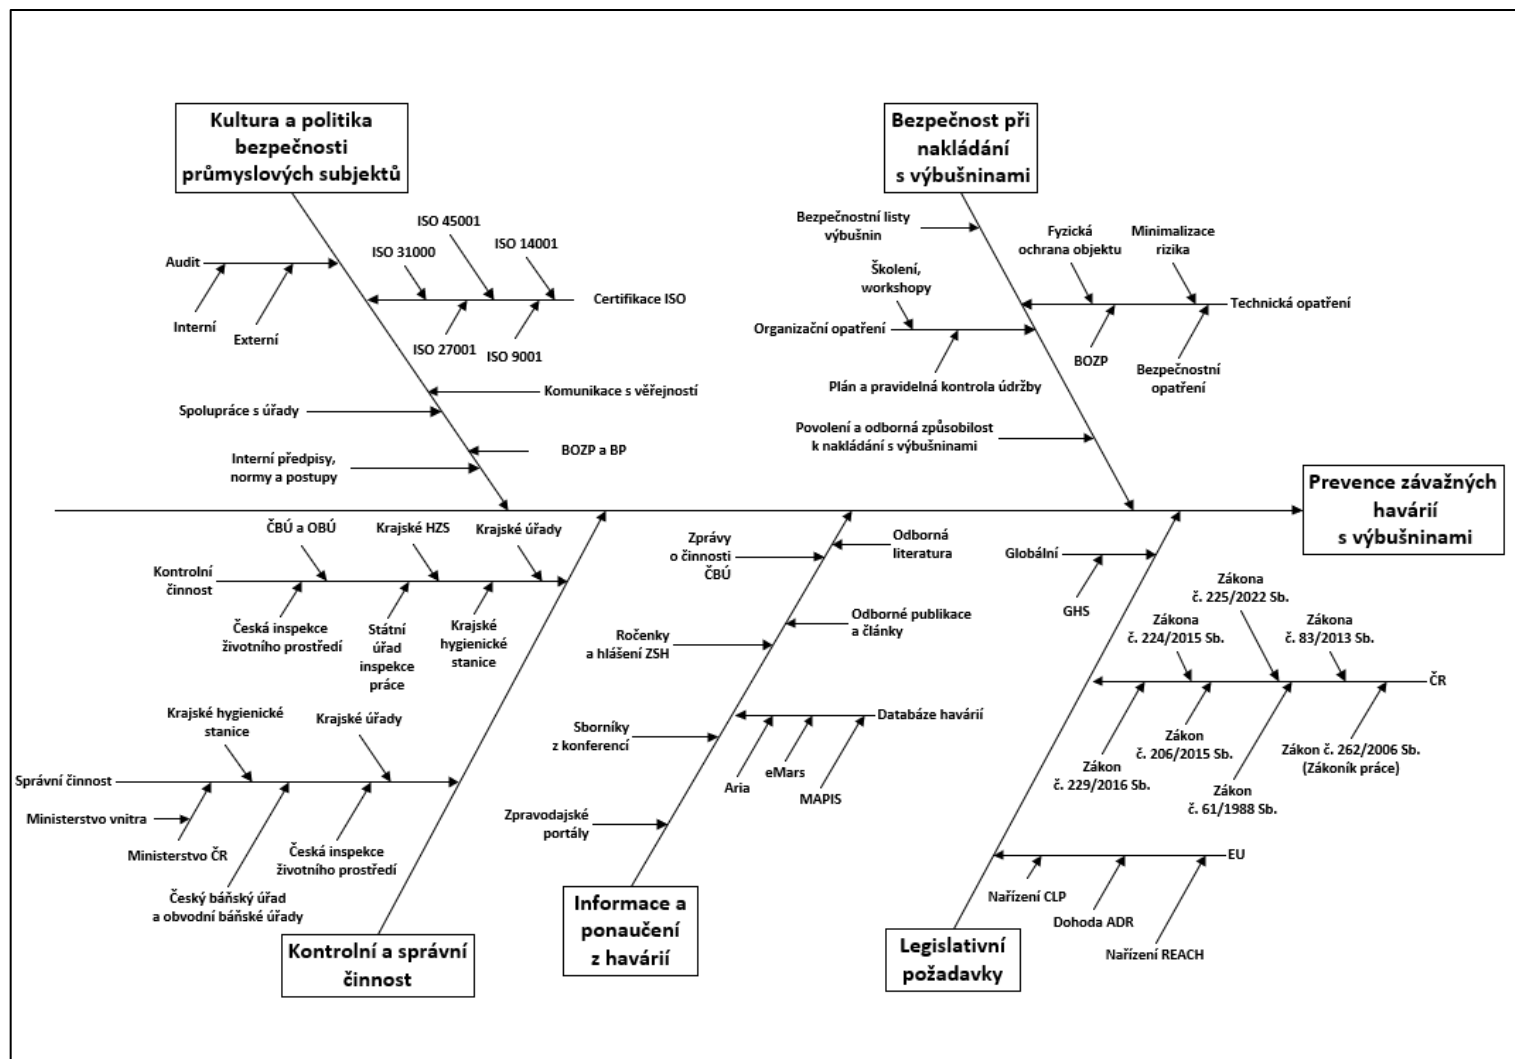 Kultura a politika
bezpečnosti
průmyslových subjektů
Audit
Interní
Externí
ISO 31000
ISO 45001
ISO 14001
Certifikace ISO
ISO 27001
ISO 9001
Komunikace s věřejností
Spolupráce s úřady
BOZP a BP
Interní předpisy,
normy a postupy
Bezpečnost při
nakládání
s výbušninami
Bezpečnostní listy
výbušnin
Školení,
workshopy
Organizační opatření
Plán a pravidelná kontrola údržby
Fyzická
ochrana objektu
Minimalizace
rizika
Technická opatření
BOZP
Bezpečnostní
opatření
Povolení a odborná způsobilost
k nakládání s výbušninami
Prevence závažných
havárií
s výbušninami
ČBÚ a OBÚ
Krajské HZS
Krajské úřady
Kontrolní
činnost
Česká inspekce
životního prostředí
Státní
úřad
inspekce
práce
Krajské
hygienické
stanice
Krajské hygienické
stanice
Krajské úřady
Správní činnost
Ministerstvo vnitra
Ministerstvo ČR
Česká inspekce
životního prostředí
Český báňský úřad
a obvodní báňské úřady
Kontrolní a správní
činnost
Zprávy
o činnosti
ČBÚ
Odborná
literatura
Odborné publikace
a články
Ročenky
a hlášení ZSH
Databáze havárií
Sborníky
z konferencí
Aria
eMars
MAPIS
Zpravodajské
portály
Informace a
ponaučení
z havárií
Globální
GHS
Zákona
č. 224/2015 Sb.
Zákona
č. 225/2022 Sb.
Zákona
č. 83/2013 Sb.
ČR
Zákon
č. 229/2016 Sb.
Zákon
č. 206/2015 Sb.
Zákon
č. 61/1988 Sb.
Zákon č. 262/2006 Sb.
(Zákoník práce)
EU
Nařízení CLP
Dohoda ADR
Nařízení REACH
Legislativní
požadavky